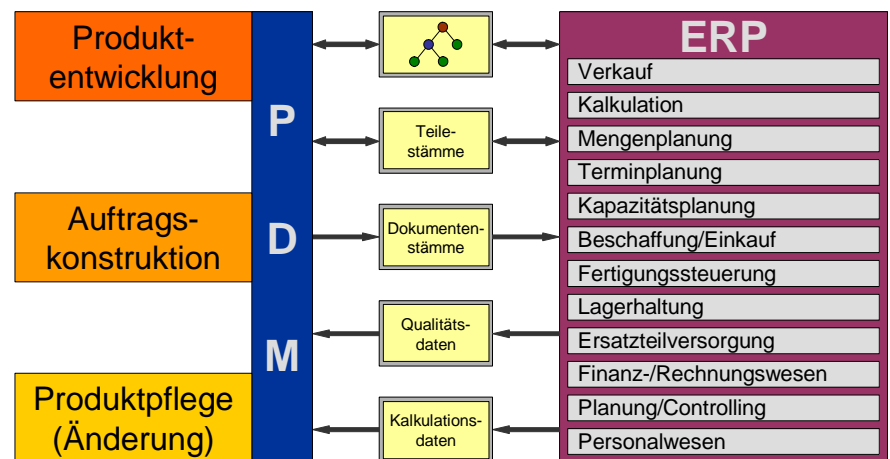 Produkt-
entwicklung
Auftrags-
konstruktion
Produktpflege
(Änderung)
P
D
M
Teile-
stämme
Dokumenten-
stämme
Qualitäts-
daten
Kalkulations-
daten
ERP
Verkauf
Kalkulation
Mengenplanung
Terminplanung
Kapazitätsplanung
Beschaffung/Einkauf
Fertigungssteuerung
Lagerhaltung
Ersatzteilversorgung
Finanz-/Rechnungswesen
Planung/Controlling
Personalwesen